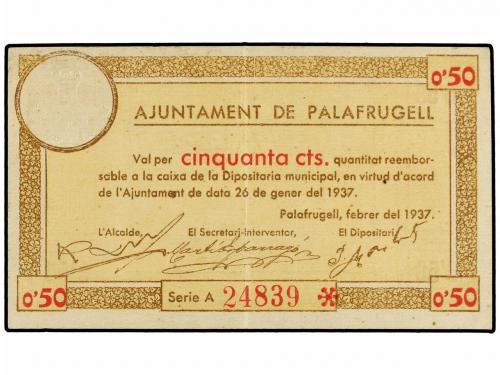 0'50
AJUNTAMENT DE PALAFRUGELL
Val per cinquanta cts. quantitat reembor-
sable a la caixa de la Dipositaria municipal, en virtud d'acord
de l'Ajuntament de data 26 de gener del 1937.
Palafrugell, febrer del 1937.
L'Alcalde, El Secretari-Interventor, El Dipositari,
0'50 Serie A 24839 0'50